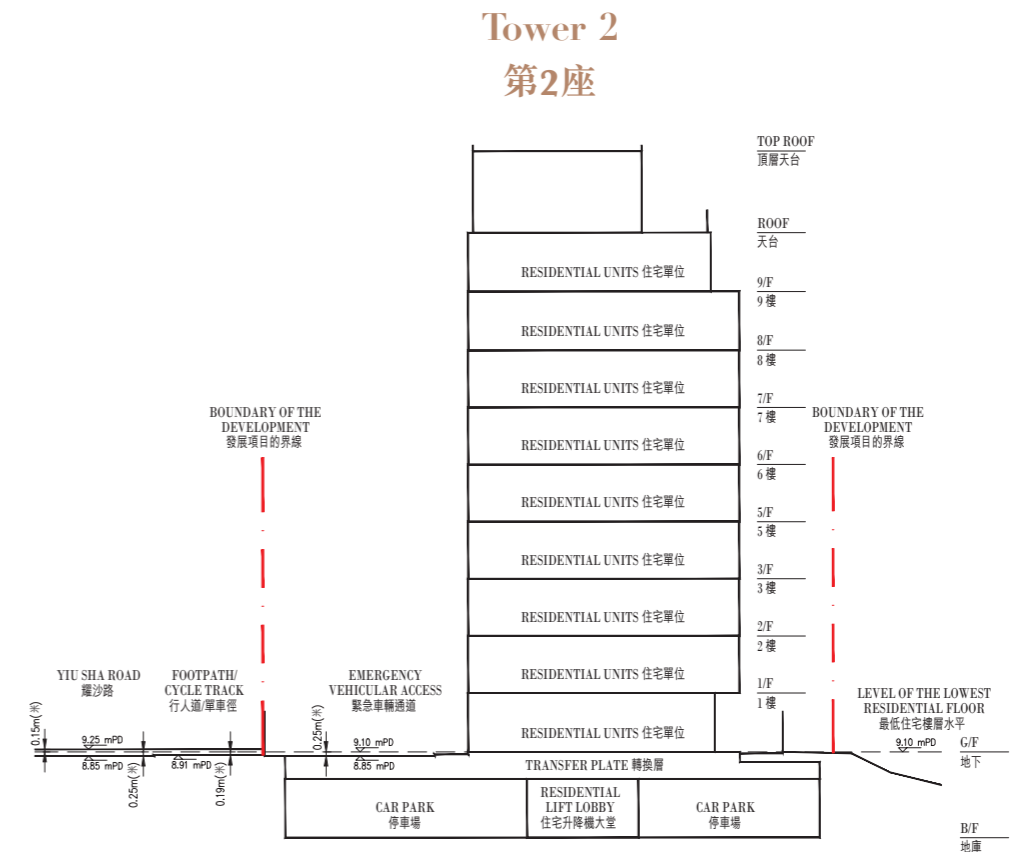 Tower 2
第2座
TOP ROOF
頂層天台
ROOF
天台
RESIDENTIAL UNITS 住宅單位
9/F
9 樓
RESIDENTIAL UNITS 住宅單位
8/F
8 樓
RESIDENTIAL UNITS 住宅單位
7/F
7 樓
BOUNDARY OF THE
DEVELOPMENT
發展項目的界線
BOUNDARY OF THE
DEVELOPMENT
發展項目的界線
RESIDENTIAL UNITS 住宅單位
6/F
6 樓
RESIDENTIAL UNITS 住宅單位
5/F
5 樓
RESIDENTIAL UNITS 住宅單位
3/F
3 樓
RESIDENTIAL UNITS 住宅單位
2/F
2 樓
RESIDENTIAL UNITS 住宅單位
1/F
1 樓
YIU SHA ROAD
耀沙路
FOOTPATH/
CYCLE TRACK
行人道/單車徑
EMERGENCY
VEHICULAR ACCESS
緊急車輛通道
LEVEL OF THE LOWEST
RESIDENTIAL FLOOR
最低住宅樓層水平
RESIDENTIAL UNITS 住宅單位
0.15m(米)
9.25 mPD
8.85 mPD
0.25m(米)
8.91 mPD
0.19m(米)
0.25m(米)
9.10 mPD
8.85 mPD
9.10 mPD
G/F
地下
TRANSFER PLATE 轉換層
CAR PARK
停車場
RESIDENTIAL
LIFT LOBBY
住宅升降機大堂
CAR PARK
停車場
B/F
地庫